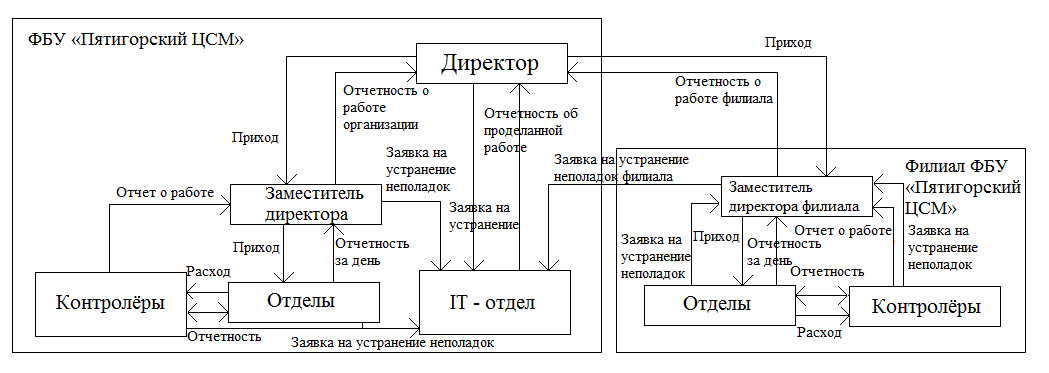 ФБУ «Пятигорский ЦСМ»
Директор
Приход
Отчетность о
работе филиала
Отчетность о
работе
организации
Отчетность об
проделанной
работе
Приход
Заявка на
устранение
неполадок
Заявка на устранение
неполадок филиала
Филиал ФБУ
«Пятигорский
ЦСМ»
Отчет о работе
Заместитель
директора
Заявка на
устранение
Заместитель
директора филиала
Приход
Отчетность
за день
Заявка на
устранение
неполадок
Приход
Отчетность
за день
Отчет о работе
Заявка на
устранение
неполадок
Расход
Отчетность
Контролёры
Отделы
IT - отдел
Отделы
Контролёры
Отчетность
Заявка на устранение неполадок
Расход